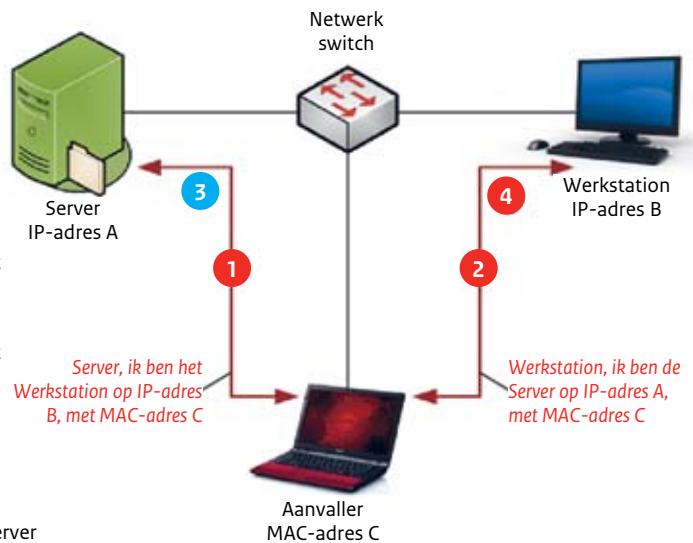 Netwerk
switch
Server
IP-adres A
Werkstation
IP-adres B
3
4
1
2
Server, ik ben het
Werkstation op IP-adres
B, met MAC-adres C
Werkstation, ik ben de
Server op IP-adres A,
met MAC-adres C
Aanvaller
MAC-adres C